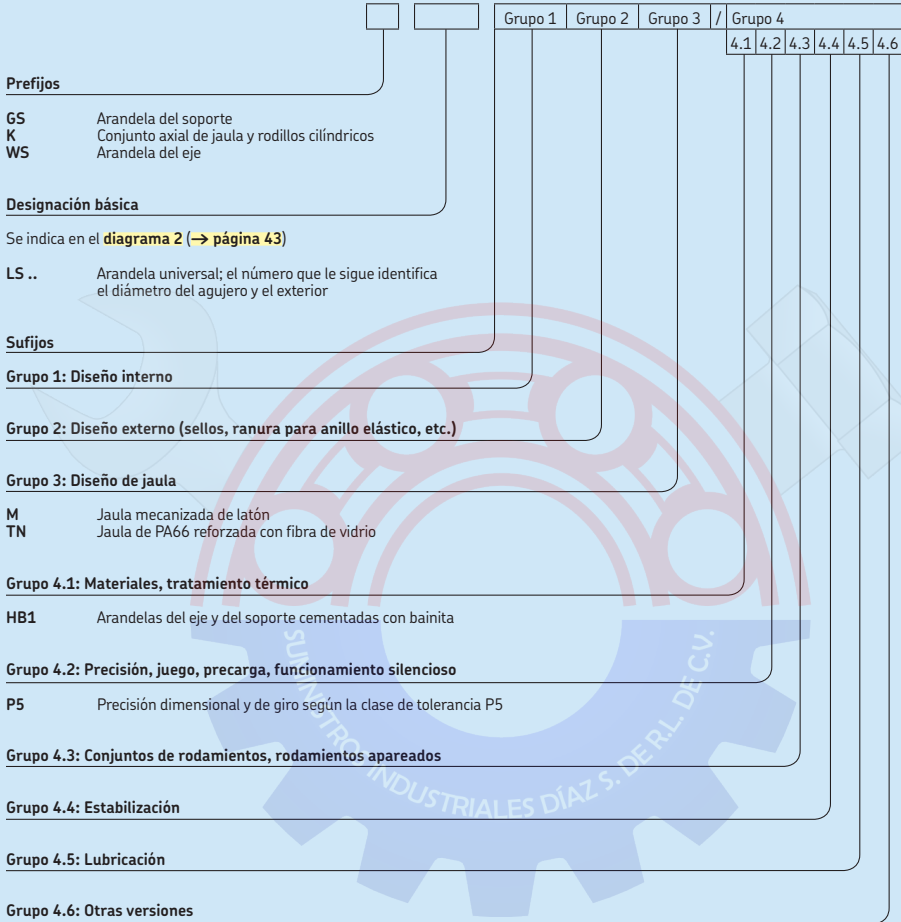 Grupo 1 Grupo 2 Grupo 3 / Grupo 4
4.1 4.2 4.3 4.4 4.5 4.6
Prefijos
GS Arandela del soporte
K Conjunto axial de jaula y rodillos cilíndricos
WS Arandela del eje
Designación básica
Se indica en el diagrama 2 (→ página 43)
LS .. Arandela universal; el número que le sigue identifica
el diámetro del agujero y el exterior
Sufijos
Grupo 1: Diseño interno
Grupo 2: Diseño externo (sellos, ranura para anillo elástico, etc.)
Grupo 3: Diseño de jaula
M Jaula mecanizada de latón
TN Jaula de PA66 reforzada con fibra de vidrio
Grupo 4.1: Materiales, tratamiento térmico
HB1 Arandelas del eje y del soporte cementadas con bainita
Grupo 4.2: Precisión, juego, precarga, funcionamiento silencioso
P5 Precisión dimensional y de giro según la clase de tolerancia P5
Grupo 4.3: Conjuntos de rodamientos, rodamientos apareados
Grupo 4.4: Estabilización
Grupo 4.5: Lubricación
Grupo 4.6: Otras versiones
SUMINISTROS INDUSTRIALES DÍAZ S. DE R.L. DE C.V.